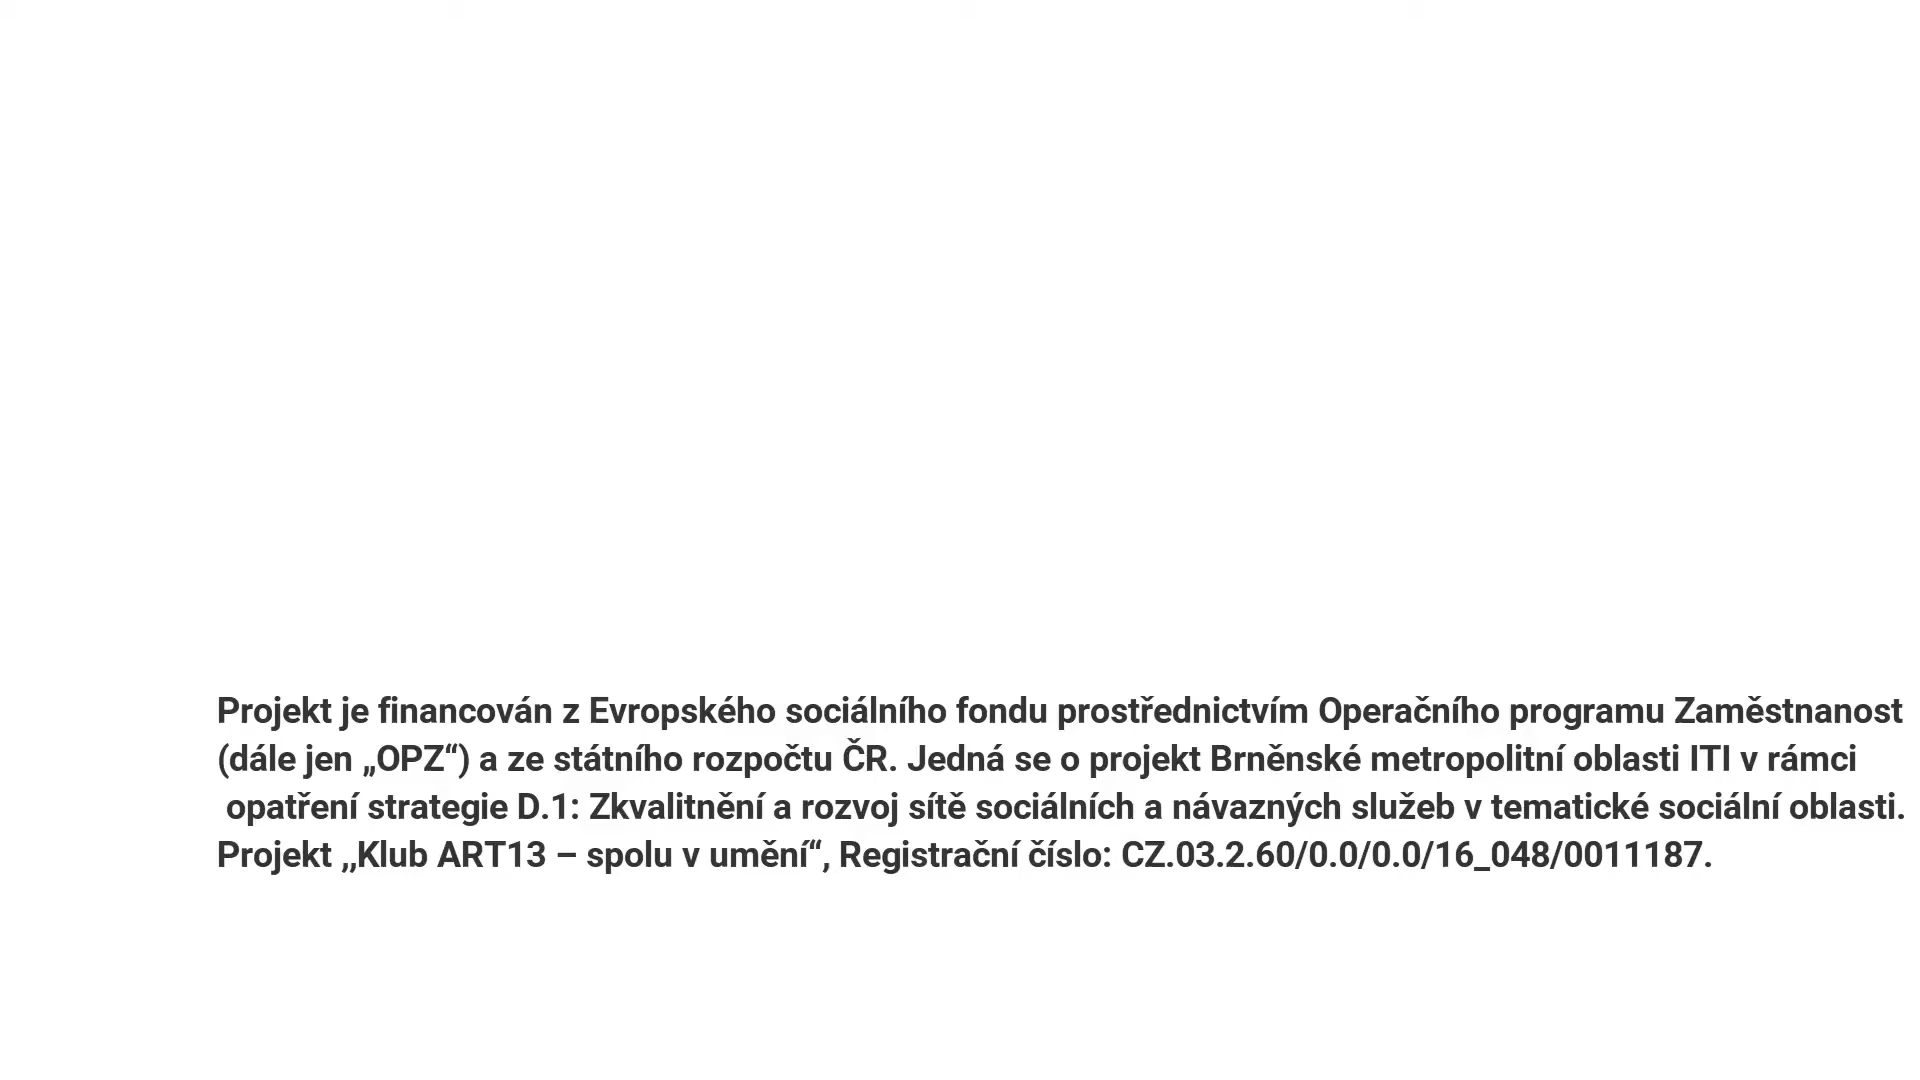 Projekt je financován z Evropského sociálního fondu prostřednictvím Operačního programu Zaměstnanost
(dále jen „OPZ“) a ze státního rozpočtu ČR. Jedná se o projekt Brněnské metropolitní oblasti ITI v rámci
opatření strategie D.1: Zkvalitnění a rozvoj sítě sociálních a návazných služeb v tematické sociální oblasti.
Projekt ,,Klub ART13 – spolu v umění“, Registrační číslo: CZ.03.2.60/0.0/0.0/16_048/0011187.